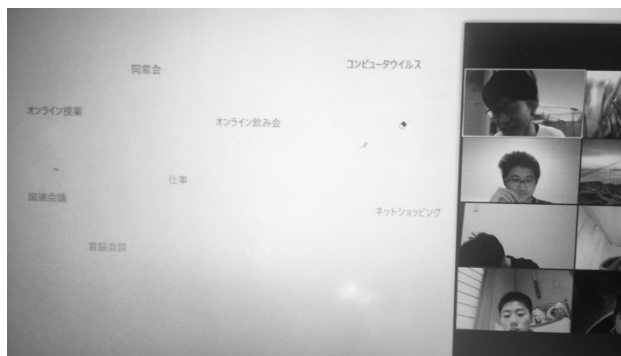 同窓会
コンピュータウイルス
オンライン授業
オンライン飲み会
仕事
国連会議
ネットショッピング
首脳会談